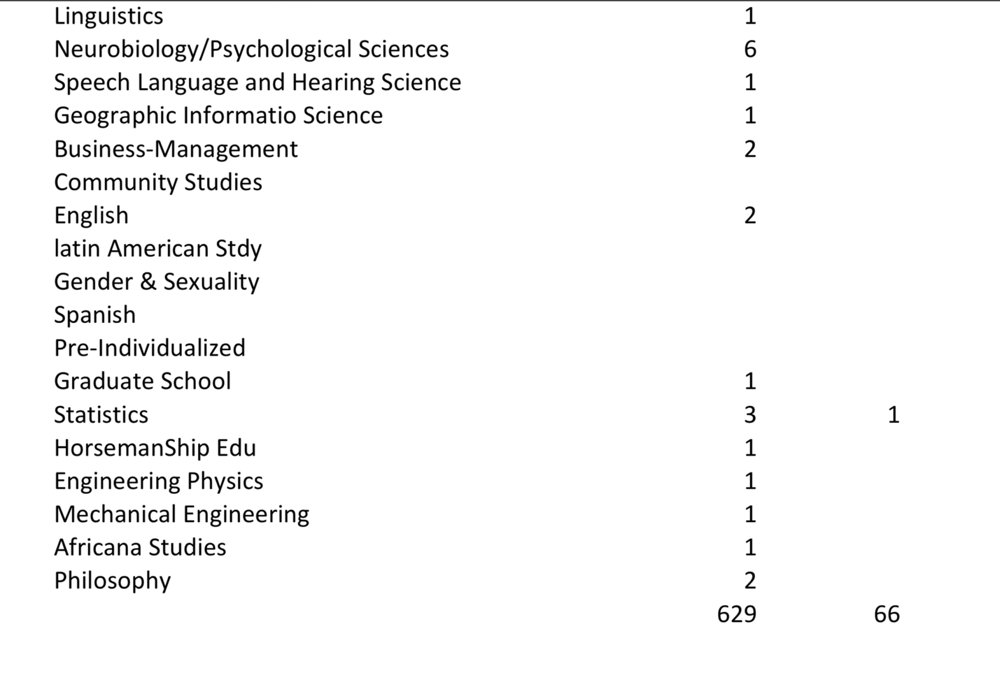 Linguistics 1
Neurobiology/Psychological Sciences 6
Speech Language and Hearing Science 1
Geographic Informatio Science 1
Business-Management 2
Community Studies
English 2
latin American Stdy
Gender & Sexuality
Spanish
Pre-Individualized
Graduate School 1
Statistics 3 1
HorsemanShip Edu 1
Engineering Physics 1
Mechanical Engineering 1
Africana Studies 1
Philosophy 2
629 66